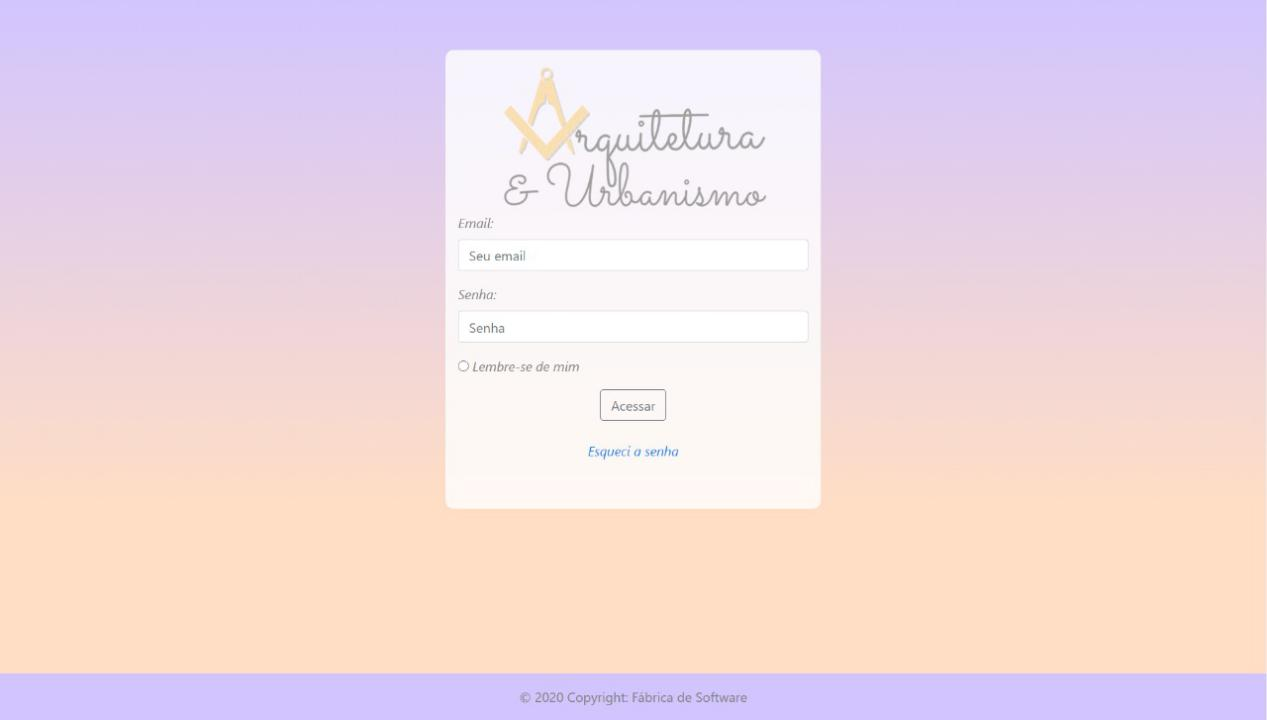 Arquitetura
& Urbanismo
Email:
Seu email
Senha:
Senha
Lembre-se de mim
Acessar
Esqueci a senha
© 2020 Copyright: Fábrica de Software